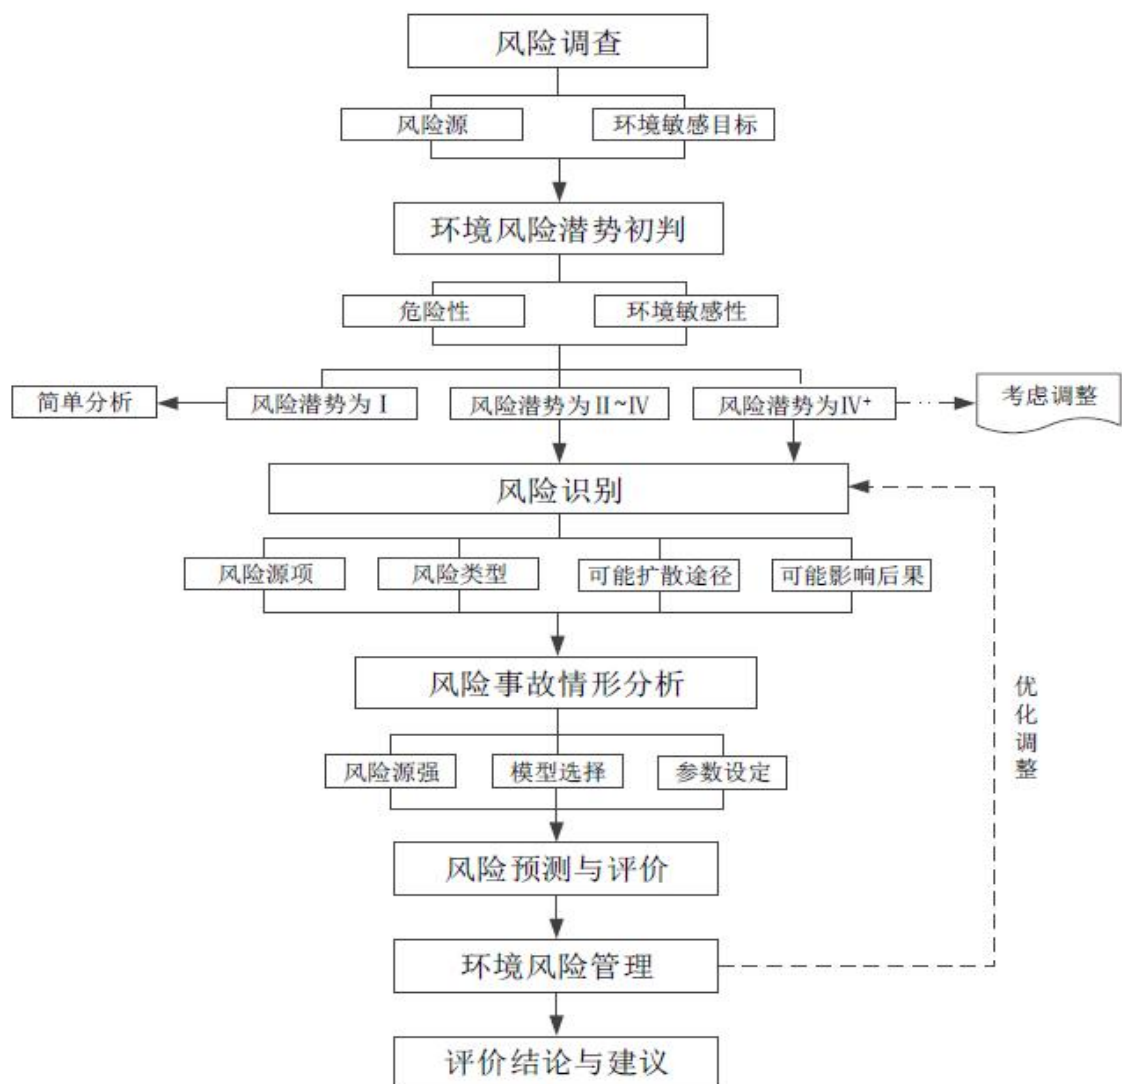 风险调查
风险源
环境敏感目标
环境风险潜势初判
危险性
环境敏感性
简单分析
风险潜势为Ⅰ
风险潜势为Ⅱ~Ⅳ
风险潜势为Ⅳ+
考虑调整
风险识别
风险源项
风险类型
可能扩散途径
可能影响后果
风险事故情形分析
风险源强
模型选择
参数设定
优化调整
风险预测与评价
环境风险管理
评价结论与建议